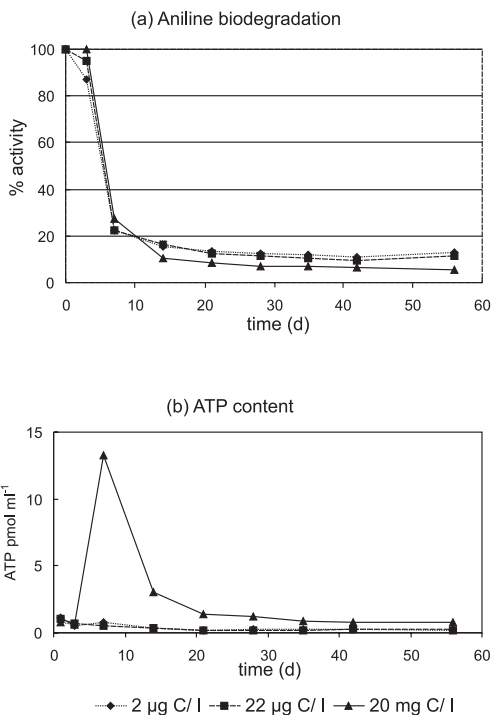 (a) Aniline biodegradation
100
80
60
40
20
0
% activity
0 10 20 30 40 50 60
time (d)
(b) ATP content
15
10
5
0
ATP pmol ml-1
0 10 20 30 40 50 60
time (d)
2 µg C/ l 22 µg C/ l 20 mg C/ l